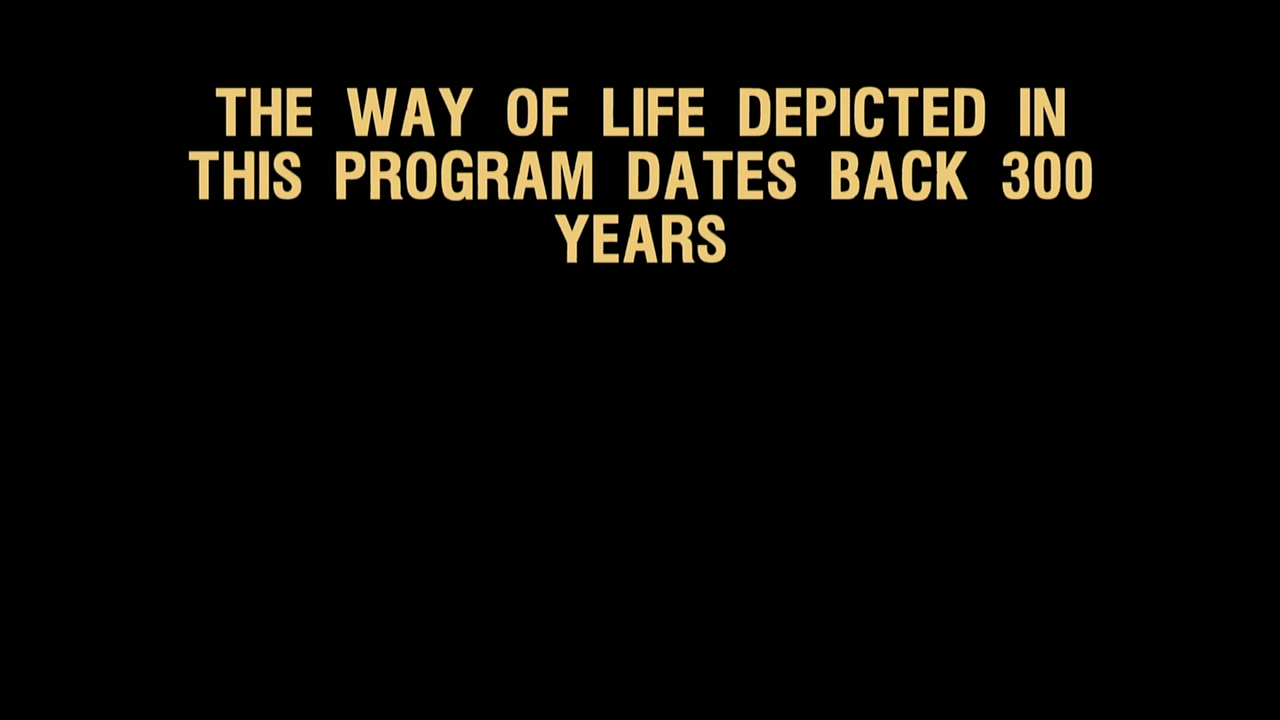 THE WAY OF LIFE DEPICTED IN
THIS PROGRAM DATES BACK 300
YEARS